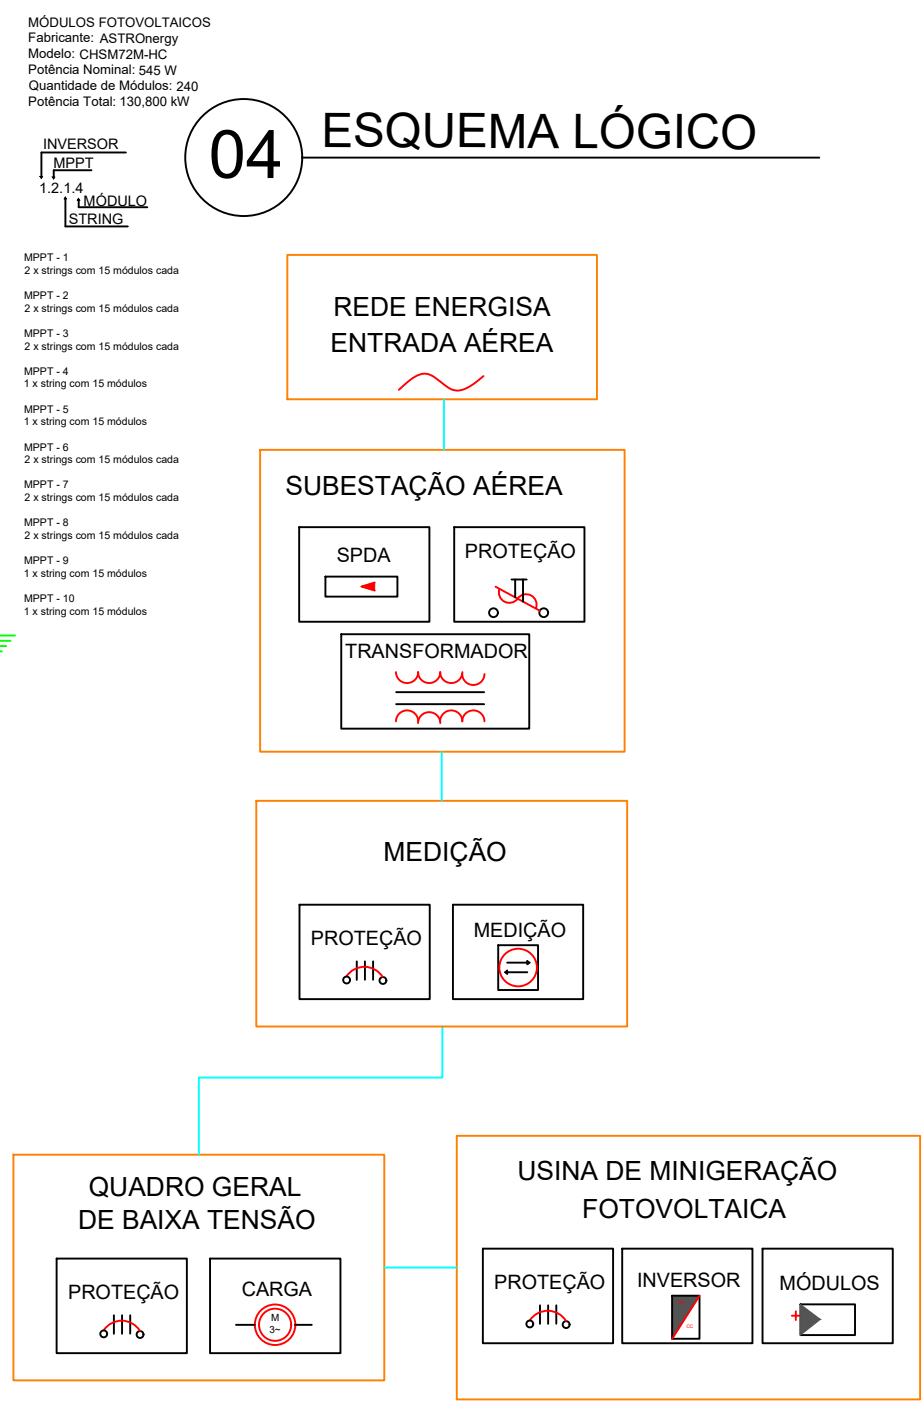 MÓDULOS FOTOVOLTAICOS
Fabricante: ASTROnergy
Modelo: CHSM72M-HC
Potência Nominal: 545 W
Quantidade de Módulos: 240
Potência Total: 130,800 kW
04
ESQUEMA LÓGICO
INVERSOR
MPPT
1.2.1.4
MÓDULO
STRING
MPPT - 1
2 x strings com 15 módulos cada
MPPT - 2
2 x strings com 15 módulos cada
MPPT - 3
2 x strings com 15 módulos cada
MPPT - 4
1 x string com 15 módulos
MPPT - 5
1 x string com 15 módulos
MPPT - 6
2 x strings com 15 módulos cada
MPPT - 7
2 x strings com 15 módulos cada
MPPT - 8
2 x strings com 15 módulos cada
MPPT - 9
1 x string com 15 módulos
MPPT - 10
1 x string com 15 módulos
REDE ENERGISA
ENTRADA AÉREA
SUBESTAÇÃO AÉREA
SPDA
PROTEÇÃO
TRANSFORMADOR
MEDIÇÃO
PROTEÇÃO
MEDIÇÃO
QUADRO GERAL
DE BAIXA TENSÃO
PROTEÇÃO
CARGA
M
3~
USINA DE MINIGERAÇÃO
FOTOVOLTAICA
PROTEÇÃO
INVERSOR
CC
MÓDULOS
+